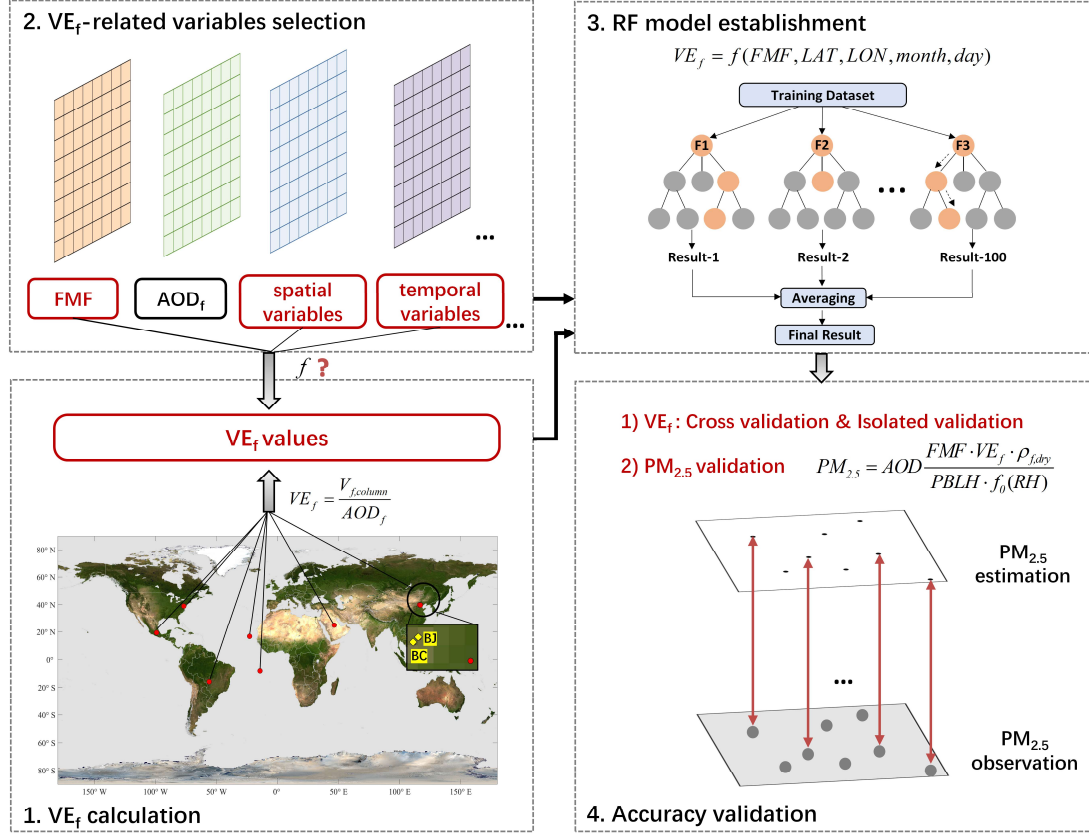 2. VEf-related variables selection
...
FMF
AODf
spatial
variables
temporal
variables
...
f ?
VEf values
VEf = Vf,column / AODf
80° N
60° N
40° N
20° N
0°
20° S
40° S
60° S
80° S
BJ
BC
150° W
100° W
50° W
0°
50° E
100° E
150° E
1. VEf calculation
3. RF model establishment
VEf = f(FMF, LAT, LON, month, day)
Training Dataset
F1
F2
F3
...
Result-1
Result-2
Result-100
Averaging
Final Result
1) VEf: Cross validation & Isolated validation
2) PM2.5 validation
PM2.5 = AOD FMF·VEf·ρf,dry / PBLH·f0(RH)
PM2.5
estimation
...
PM2.5
observation
4. Accuracy validation